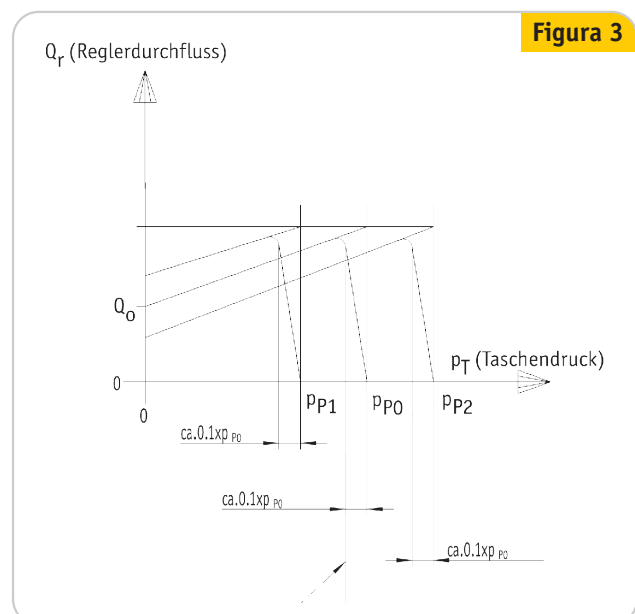 Figura 3
Qr (Reglerdurchfluss)
Qo
pT (Taschendruck)
0
0
pP1
pP0
pP2
ca.0.1xp P0
ca.0.1xp P0
ca.0.1xp P0